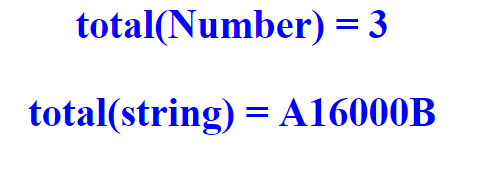 total(Number) = 3
total(string) = A16000B